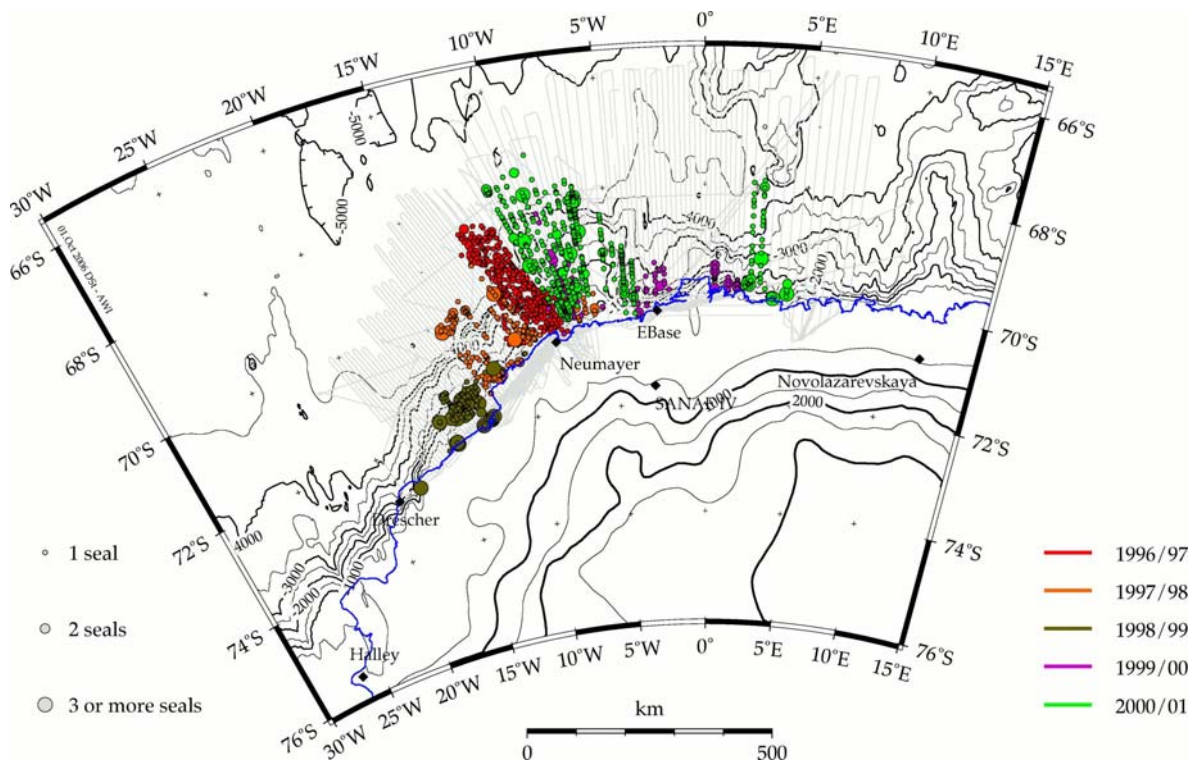 0°
5°W
5°E
10°W
10°E
15°W
15°E
20°W
25°W
30°W
66°S
66°S
68°S
68°S
70°S
70°S
72°S
72°S
74°S
74°S
76°S
76°S
01.Oct 2006 DSt - AWI
-5000
-5000
-4000
-3000
-2000
EBase
Neumayer
Novolazarevskaya
SANAE IV
2000
Drescher
4000
-3000
-2000
-1000
Halley
30°W
25°W
20°W
15°W
10°W
5°W
0°
5°E
10°E
15°E
1 seal
2 seals
3 or more seals
km
0
500
1996/97
1997/98
1998/99
1999/00
2000/01